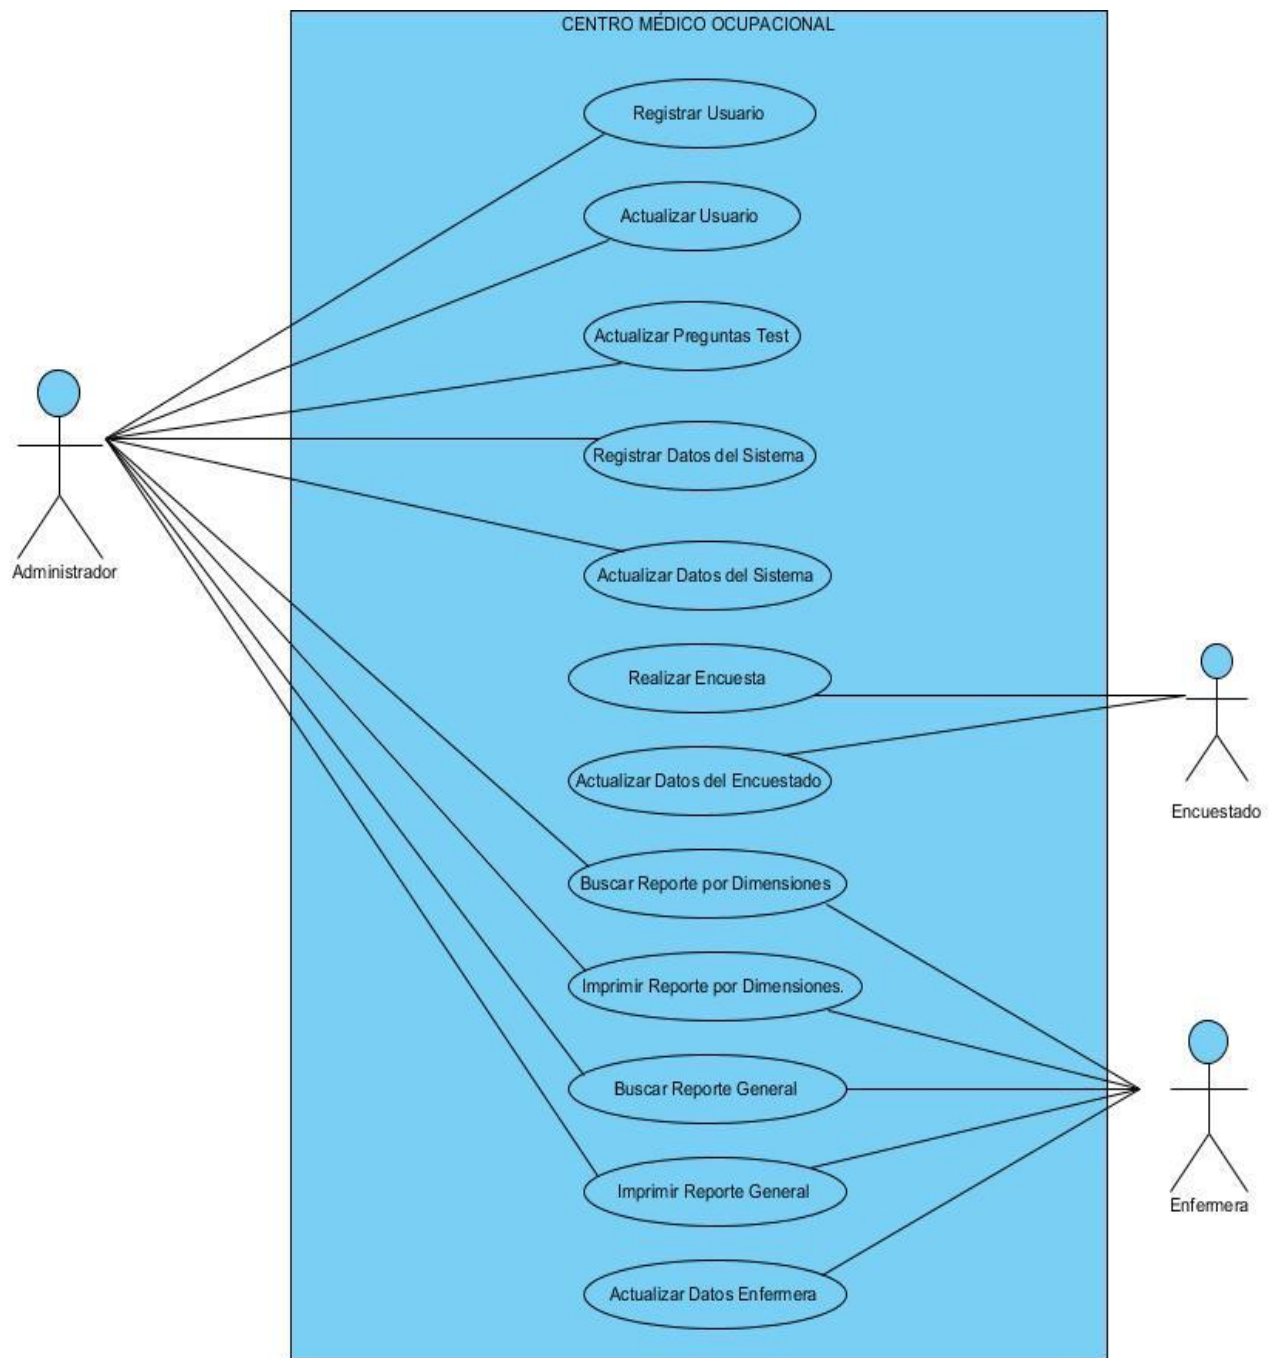 CENTRO MÉDICO OCUPACIONAL
Registrar Usuario
Actualizar Usuario
Actualizar Preguntas Test
Registrar Datos del Sistema
Administrador
Actualizar Datos del Sistema
Realizar Encuesta
Actualizar Datos del Encuestado
Encuestado
Buscar Reporte por Dimensiones
Imprimir Reporte por Dimensiones.
Buscar Reporte General
Imprimir Reporte General
Enfermera
Actualizar Datos Enfermera